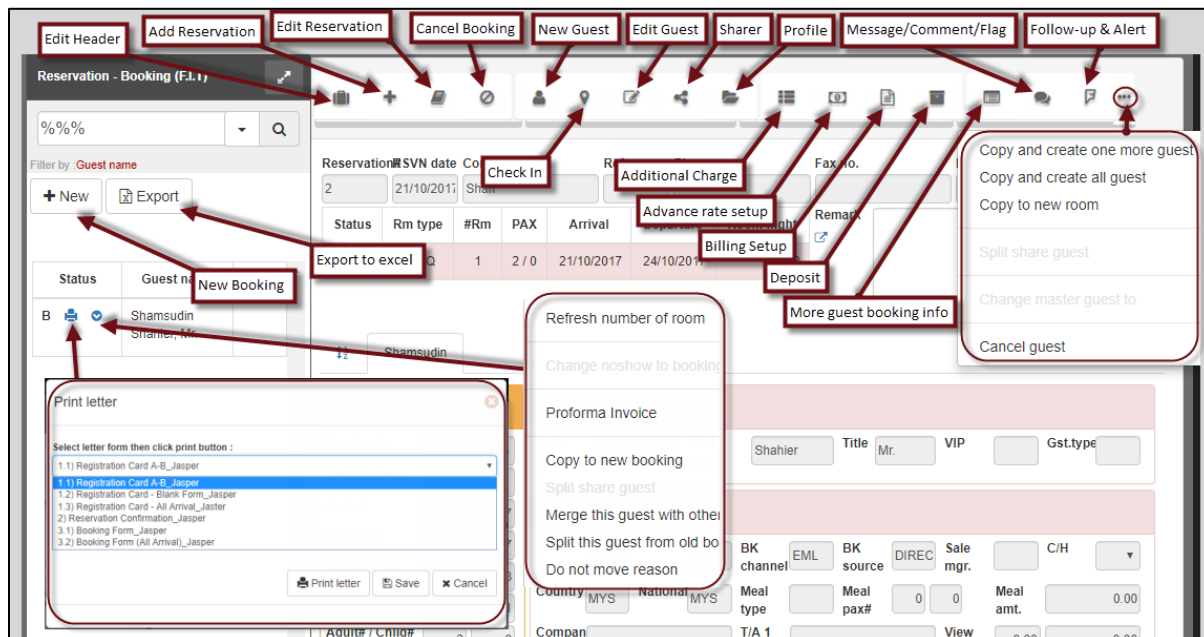 Edit Header
Add Reservation
Edit Reservation
Cancel Booking
New Guest
Edit Guest
Sharer
Profile
Message/Comment/Flag
Follow-up & Alert
Reservation - Booking (F.I.1)
%%%
Filter by :Guest name
New
Export
Check In
Additional Charge
Advance rate setup
Billing Setup
Deposit
More guest booking info
Export to excel
New Booking
Reservation#
RSVN date
Fax no.
2
21/10/2017
Shan
Status
Rm type
#Rm
PAX
Arrival
Departure
Remark
1
2 / 0
21/10/2017
24/10/2017
Status
Guest na
B
Shamsudin
Shahier, Mr.
Shamsudin
Copy and create one more guest
Copy and create all guest
Copy to new room
Split share guest
Change master guest to
Cancel guest
Refresh number of room
Change noshow to booking
Proforma Invoice
Copy to new booking
Split share guest
Merge this guest with other
Split this guest from old bo
Do not move reason
Print letter
Select letter form then click print button :
1.1) Registration Card A-B_Jasper
1.1) Registration Card A-B_Jasper
1.2) Registration Card - Blank Form_Jasper
1.3) Registration Card - All Arrival_Jaster
2) Reservation Confirmation_Jasper
3.1) Booking Form_Jasper
3.2) Booking Form (All Arrival)_Jasper
Print letter
Save
Cancel
Shahier
Title
Mr.
VIP
Gst.type
BK channel
EML
BK source
DIREC
Sale mgr.
C/H
Country
MYS
National
MYS
Meal type
Meal pax#
0
0
Meal amt.
0.00
Adult# / Child#
Compan
T/A 1
View